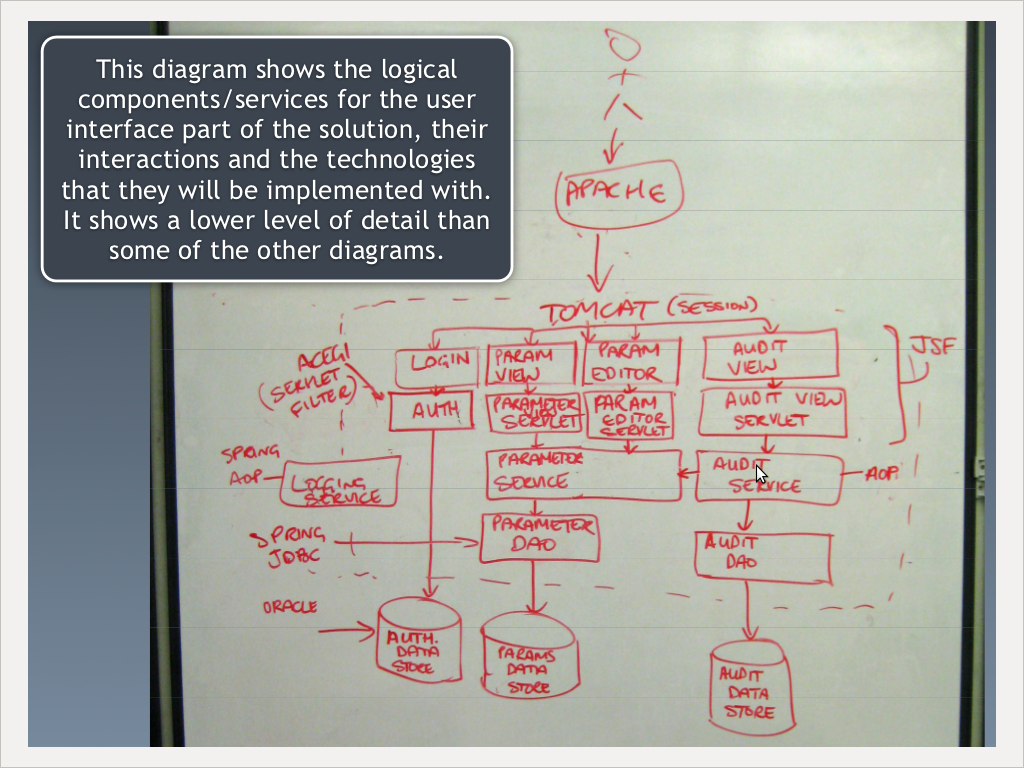 This diagram shows the logical
components/services for the user
interface part of the solution, their
interactions and the technologies
that they will be implemented with.
It shows a lower level of detail than
some of the other diagrams.
APACHE
TOMCAT (SESSION)
JSF
ACEGI
(SERVLET
FILTER)
LOGIN
PARAM
VIEW
PARAM
EDITOR
AUDIT
VIEW
AUTH
PARAMETER
SERVLET
PARAM
EDITOR
SERVLET
AUDIT VIEW
SERVLET
SPRING
AOP
LOGGING
SERVICE
PARAMETER
SERVICE
AUDIT
SERVICE
AOP
SPRING
JDBC
PARAMETER
DAO
AUDIT
DAO
ORACLE
AUTH.
DATA
STORE
PARAMS
DATA
STORE
AUDIT
DATA
STORE